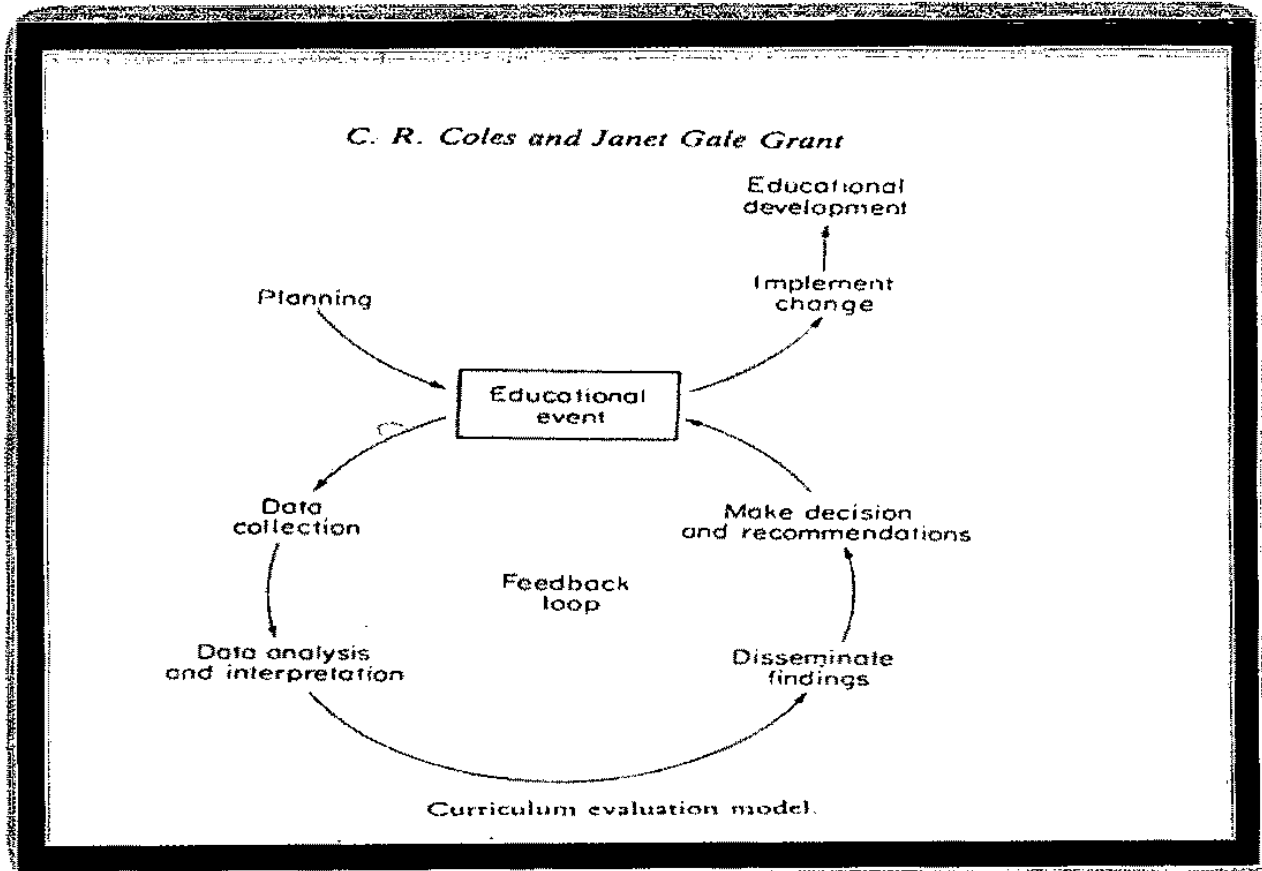 C. R. Coles and Janet Gale Grant
Educational
development
Implement
change
Planning
Educational
event
Data
collection
Make decision
and recommendations
Feedback
loop
Data analysis
and interpretation
Disseminate
findings
Curriculum evaluation model.